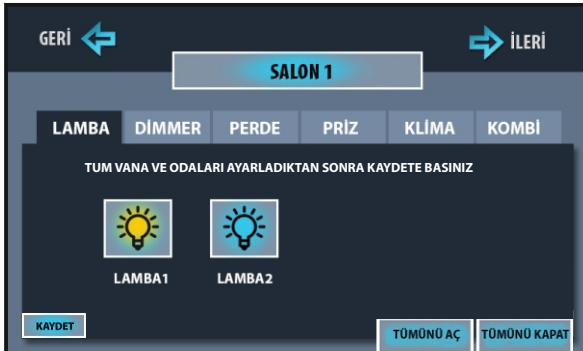 GERİ
İLERİ
SALON 1
LAMBA DİMMER PERDE PRİZ KLİMA KOMBİ
TUM VANA VE ODALARI AYARLADIKTAN SONRA KAYDETE BASINIZ
LAMBA1 LAMBA2
KAYDET
TÜMÜNÜ AÇ TÜMÜNÜ KAPAT